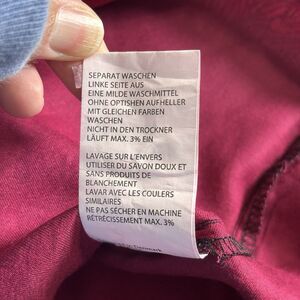 SEPARAT WASCHEN
LINKE SEITE AUS
EINE MILDE WASCHMITTEL
OHNE OPTISHEN AUFHELLER
MIT GLEICHEN FARBEN
WASCHEN
NICHT IN DEN TROCKNER
LÄUFT MAX. 3% EIN
LAVAGE SUR L'ENVERS
UTILISER DU SAVON DOUX ET
SANS PRODUITS DE
BLANCHEMENT
LAVAR AVEC LES COULERS
SIMILAIRES
NE PAS SÉCHER EN MACHINE
RÉTRECISSEMENT MAX. 3%